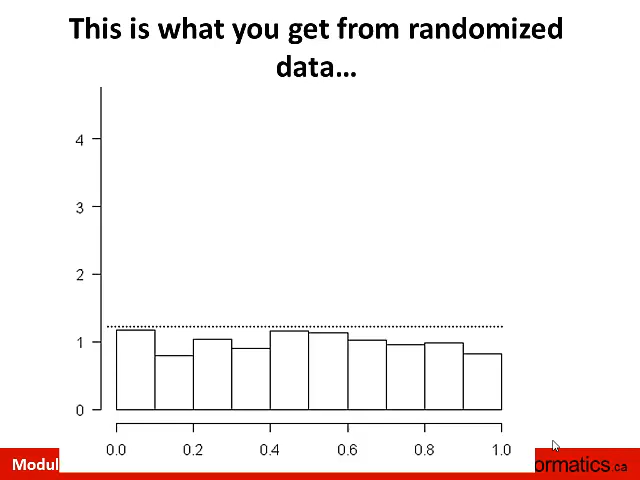 This is what you get from randomized
data…
4
3
2
1
0
0.0 0.2 0.4 0.6 0.8 1.0
Modul
ormatics.ca